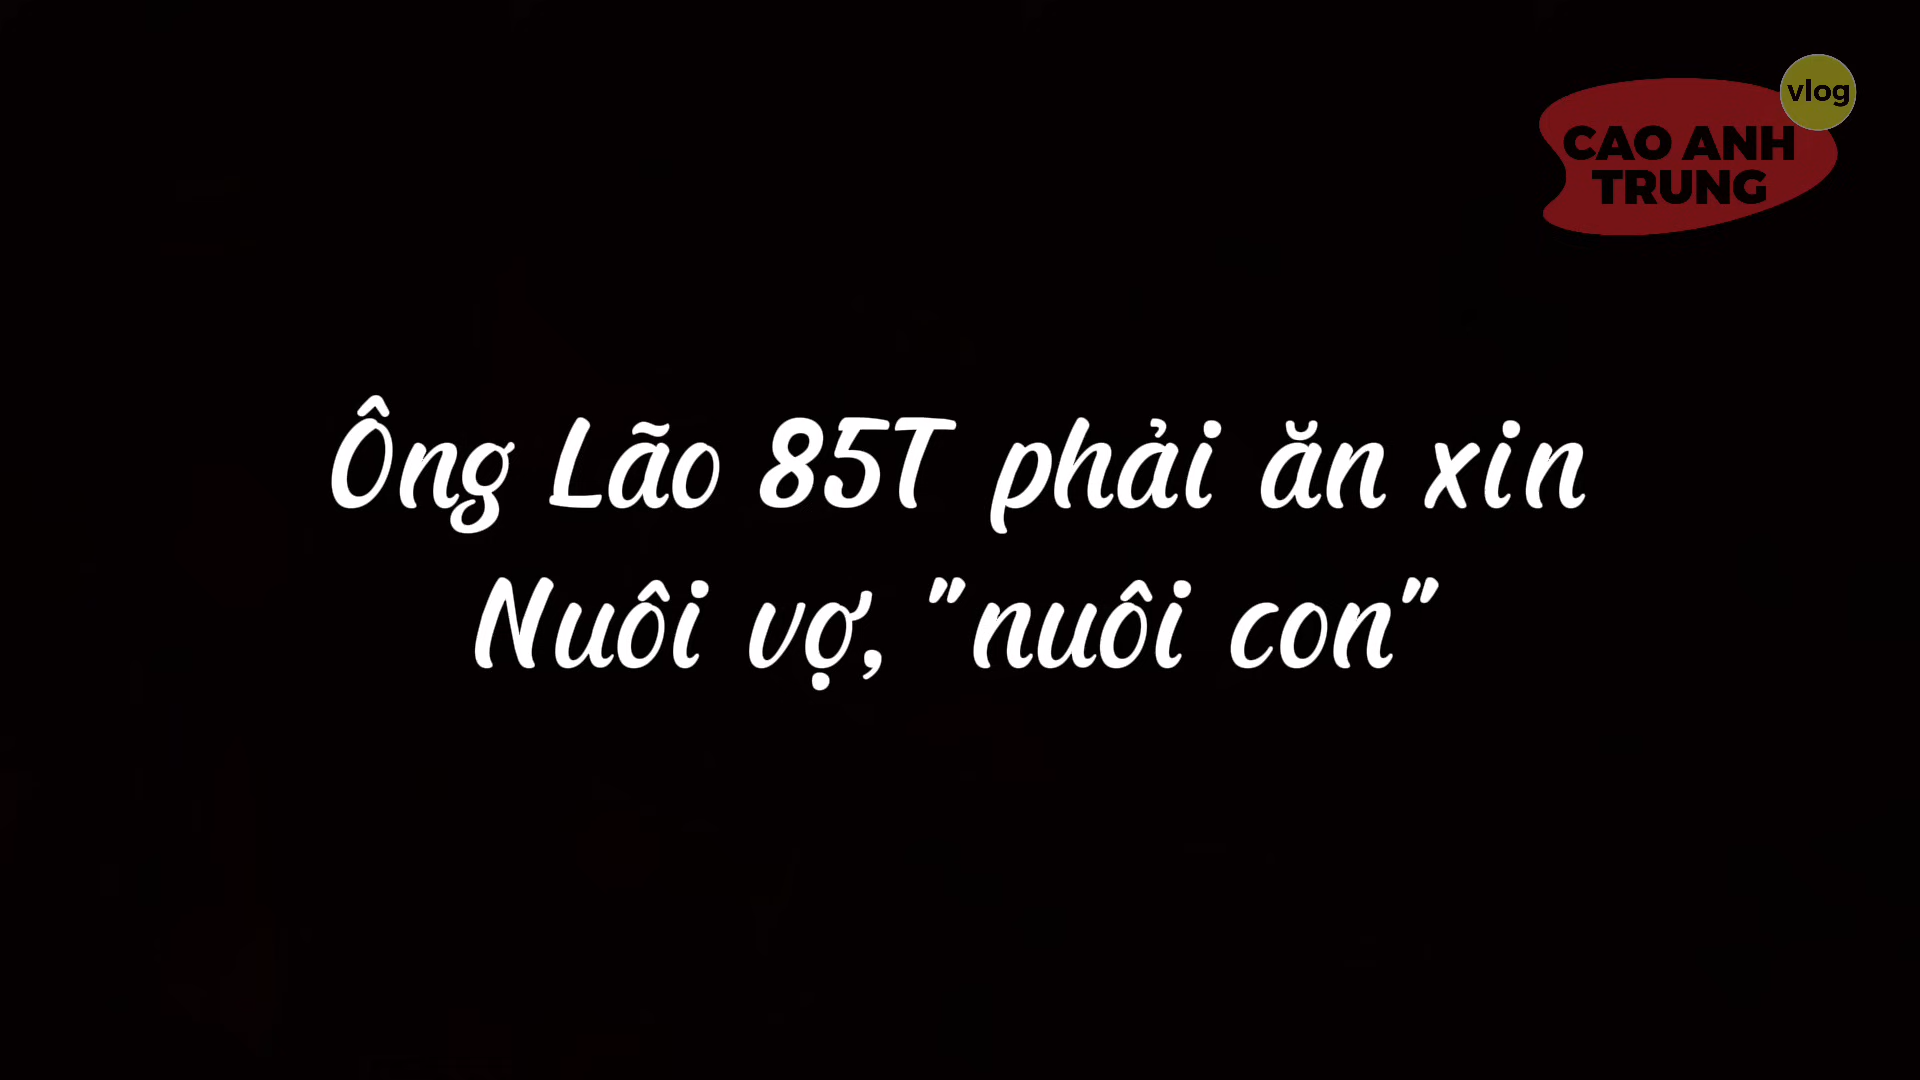 vlog
CAO ANH
TRUNG
Ông Lão 85T phải ăn xin
Nuôi vợ, "nuôi con"